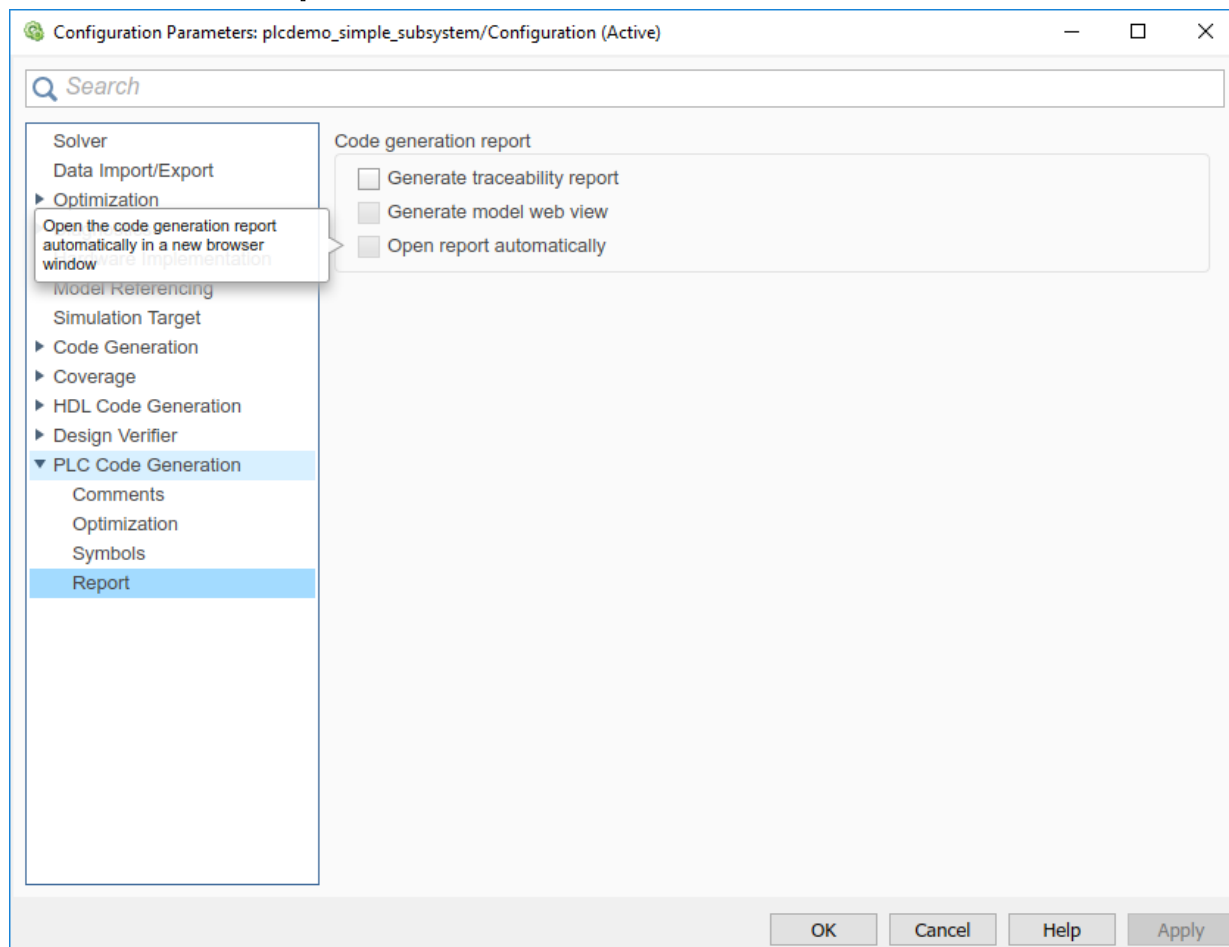 Configuration Parameters: plcdemo_simple_subsystem/Configuration (Active)
Search
Solver
Data Import/Export
Optimization
Open the code generation report
automatically in a new browser
window
Implementation
Model Referencing
Simulation Target
Code Generation
Coverage
HDL Code Generation
Design Verifier
PLC Code Generation
Comments
Optimization
Symbols
Report
Code generation report
Generate traceability report
Generate model web view
Open report automatically
OK
Cancel
Help
Apply